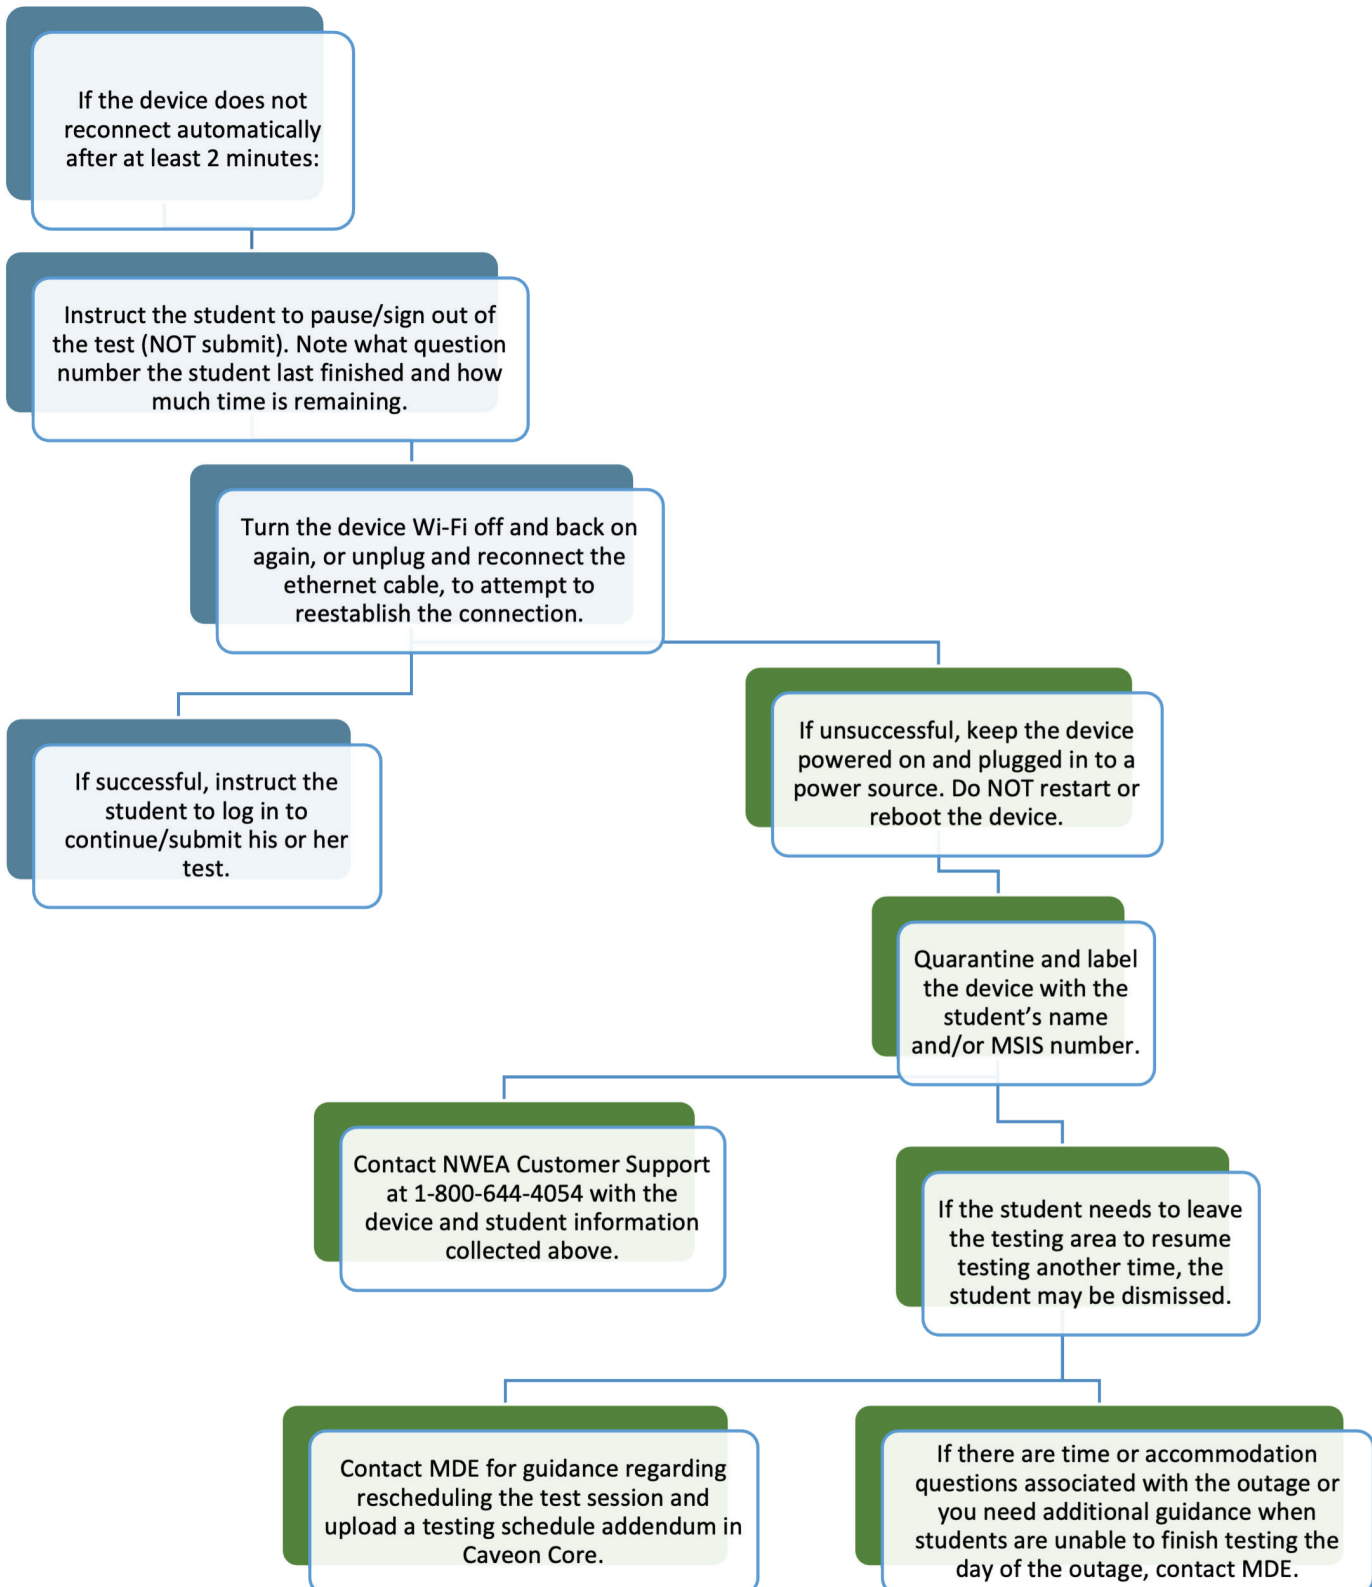 If the device does not
reconnect automatically
after at least 2 minutes:
Instruct the student to pause/sign out of
the test (NOT submit). Note what question
number the student last finished and how
much time is remaining.
Turn the device Wi-Fi off and back on
again, or unplug and reconnect the
ethernet cable, to attempt to
reestablish the connection.
If successful, instruct the
student to log in to
continue/submit his or her
test.
If unsuccessful, keep the device
powered on and plugged in to a
power source. Do NOT restart or
reboot the device.
Quarantine and label
the device with the
student’s name
and/or MSIS number.
Contact NWEA Customer Support
at 1-800-644-4054 with the
device and student information
collected above.
If the student needs to leave
the testing area to resume
testing another time, the
student may be dismissed.
Contact MDE for guidance regarding
rescheduling the test session and
upload a testing schedule addendum in
Caveon Core.
If there are time or accommodation
questions associated with the outage or
you need additional guidance when
students are unable to finish testing the
day of the outage, contact MDE.